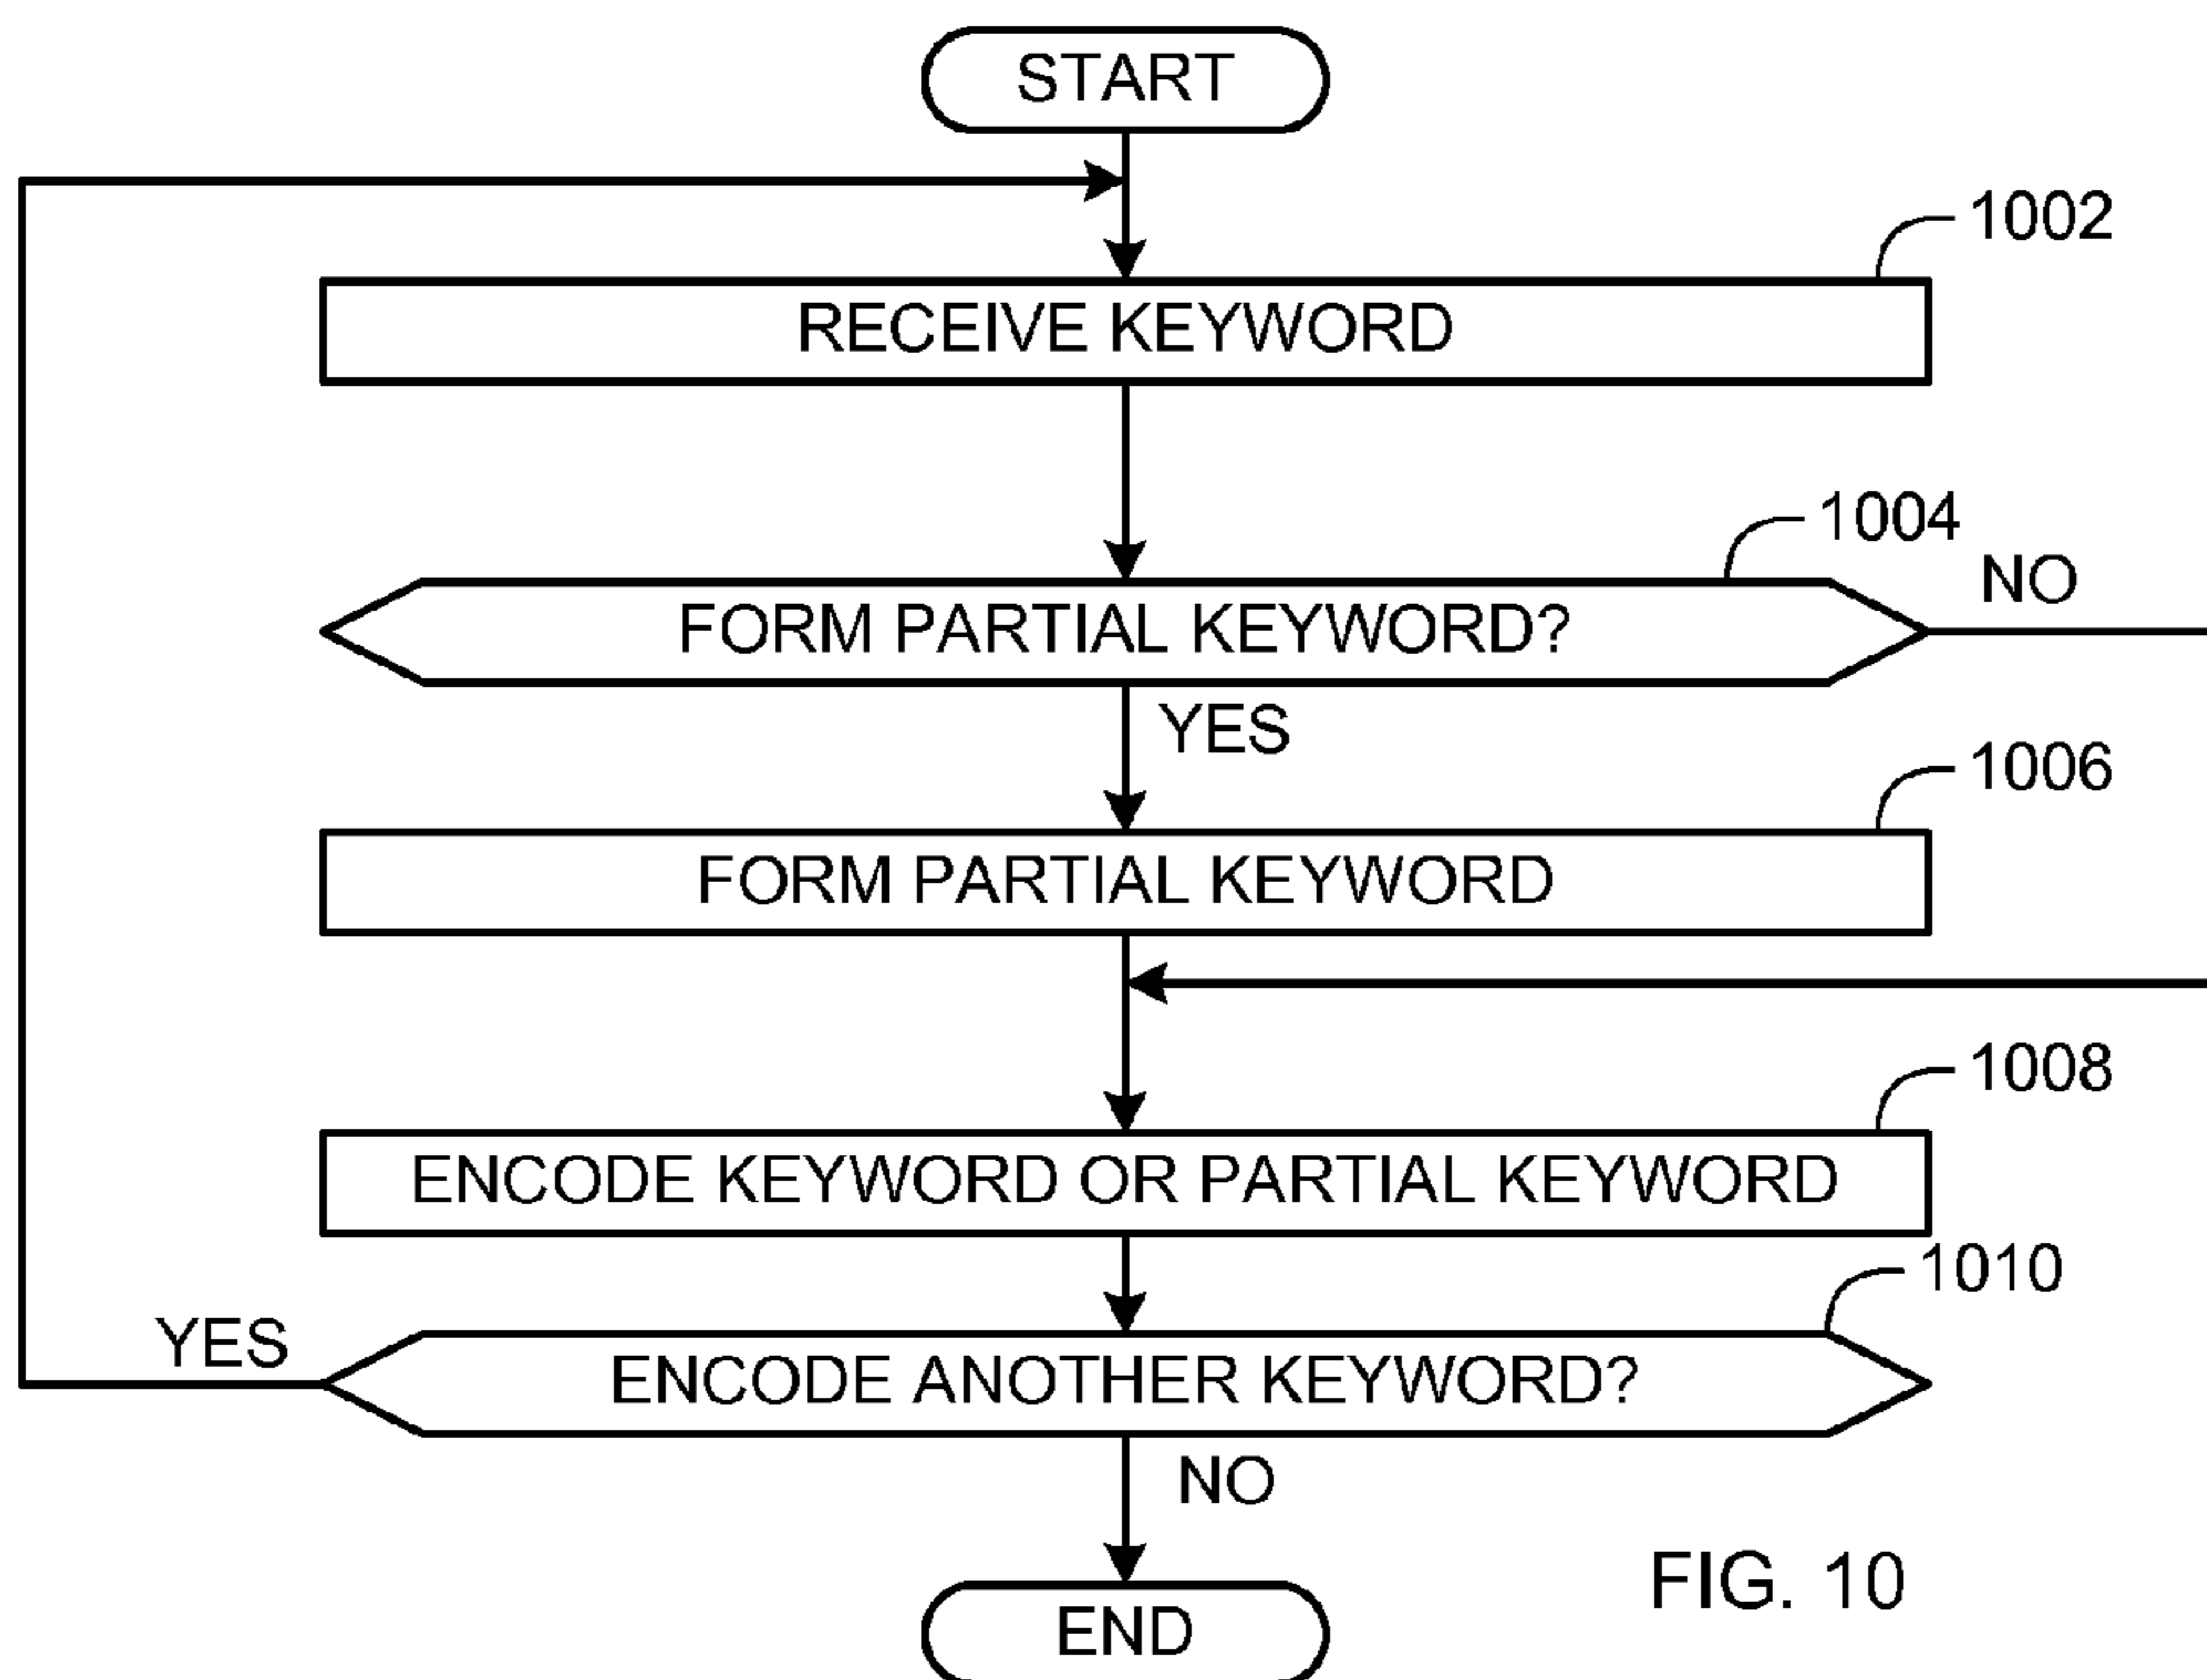 START
1002
RECEIVE KEYWORD
1004
NO
FORM PARTIAL KEYWORD?
YES
1006
FORM PARTIAL KEYWORD
1008
ENCODE KEYWORD OR PARTIAL KEYWORD
1010
YES
ENCODE ANOTHER KEYWORD?
NO
FIG. 10
END